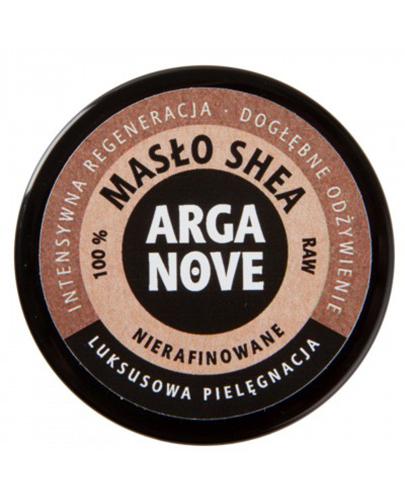 INTENSYWNA REGENERACJA · DOGŁĘBNE ODŻYWIENIE
MASŁO SHEA
100 %
RAW
ARGA
NOVE
NIERAFINOWANE
LUKSUSOWA PIELĘGNACJA